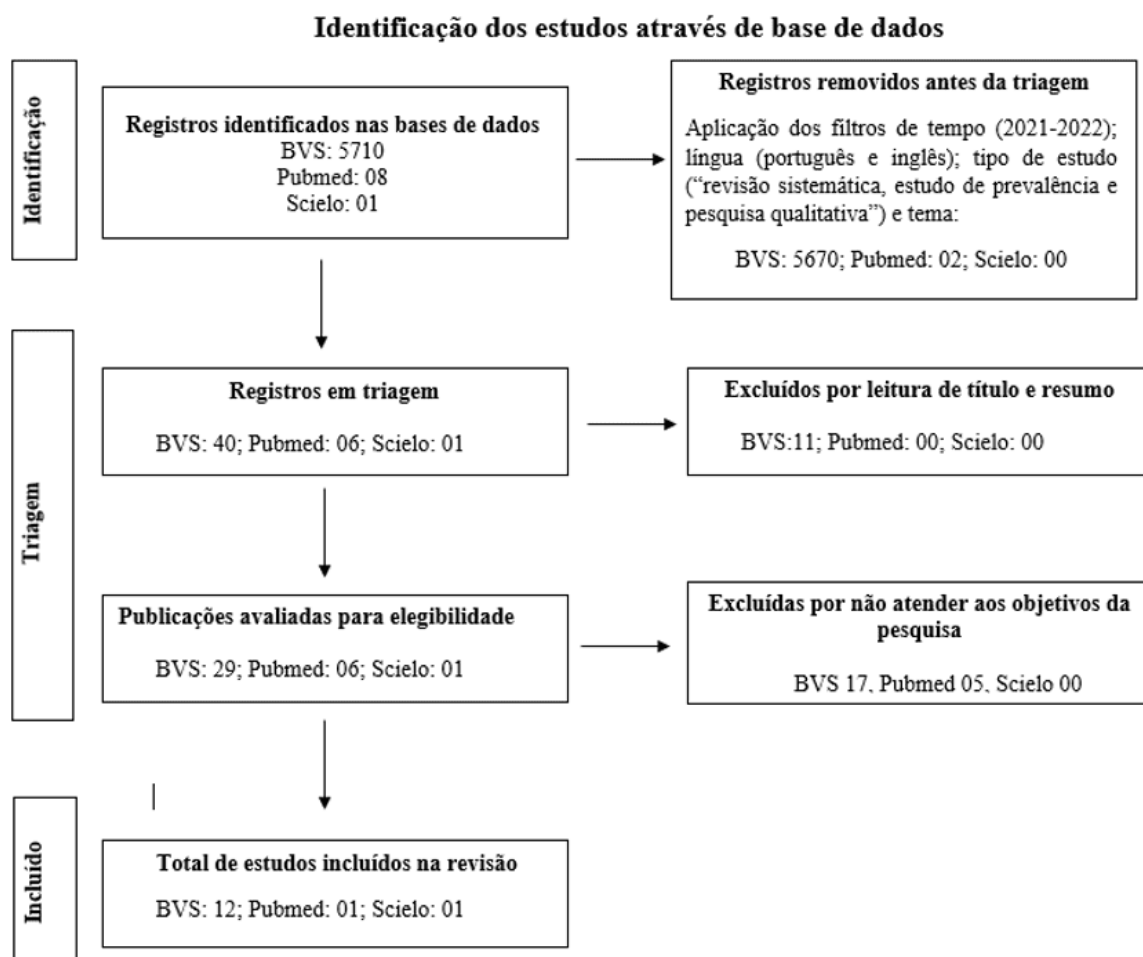 Identificação dos estudos através de base de dados
Identificação
Registros identificados nas bases de dados
BVS: 5710
Pubmed: 08
Scielo: 01
Registros removidos antes da triagem
Aplicação dos filtros de tempo (2021-2022);
língua (português e inglês); tipo de estudo
(“revisão sistemática, estudo de prevalência e
pesquisa qualitativa”) e tema:
BVS: 5670; Pubmed: 02; Scielo: 00
Triagem
Registros em triagem
BVS: 40; Pubmed: 06; Scielo: 01
Excluídos por leitura de título e resumo
BVS:11; Pubmed: 00; Scielo: 00
Publicações avaliadas para elegibilidade
BVS: 29; Pubmed: 06; Scielo: 01
Excluídas por não atender aos objetivos da
pesquisa
BVS 17, Pubmed 05, Scielo 00
Incluído
Total de estudos incluídos na revisão
BVS: 12; Pubmed: 01; Scielo: 01